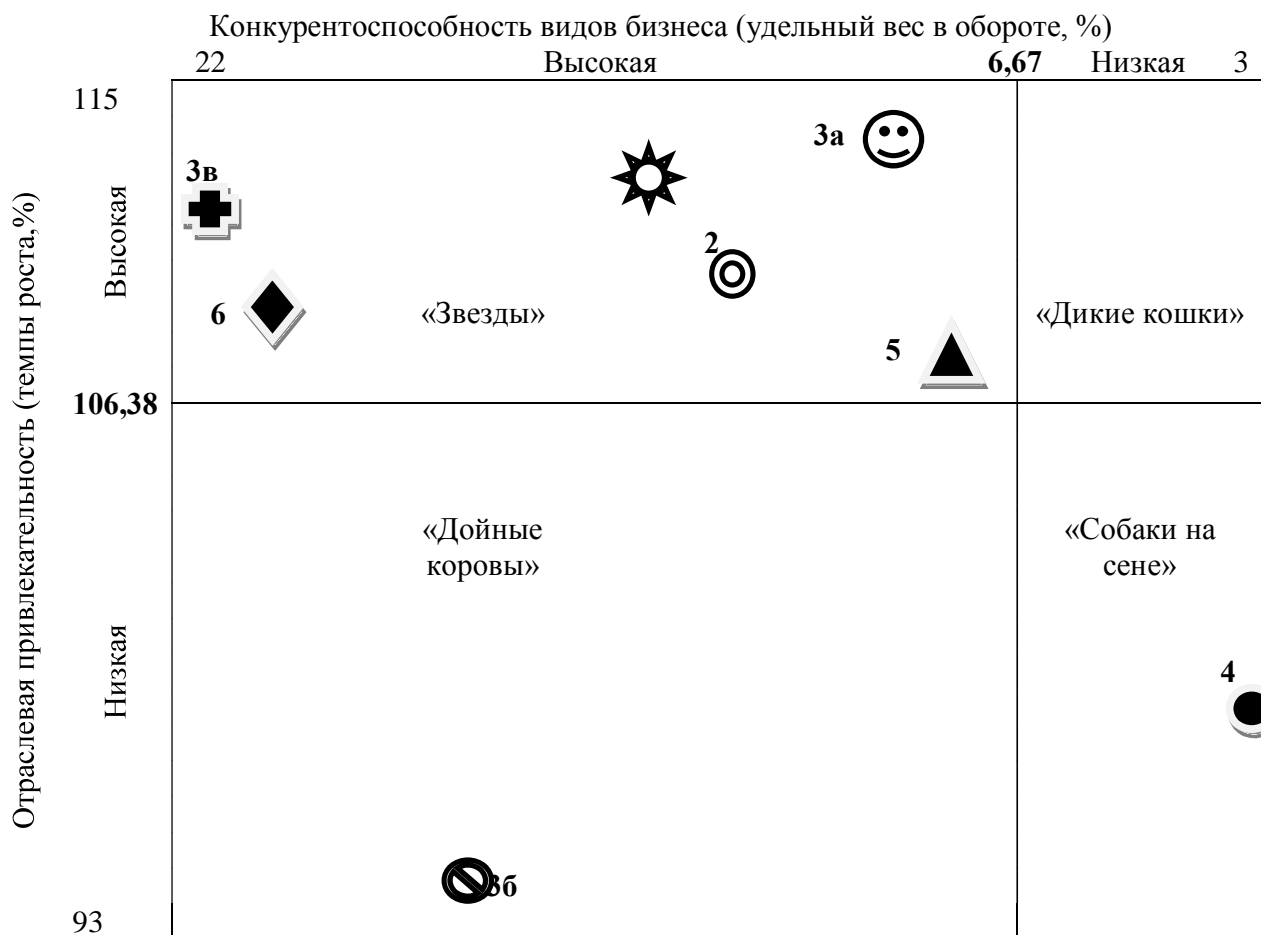 Конкурентоспособность видов бизнеса (удельный вес в обороте, %)
22 Высокая 6,67 Низкая 3
115
3а
3в
Отраслевая привлекательность (темпы роста,%)
Высокая
2
6
«Звезды»
«Дикие кошки»
5
106,38
«Дойные
коровы»
«Собаки на
сене»
Низкая
4
3б
93